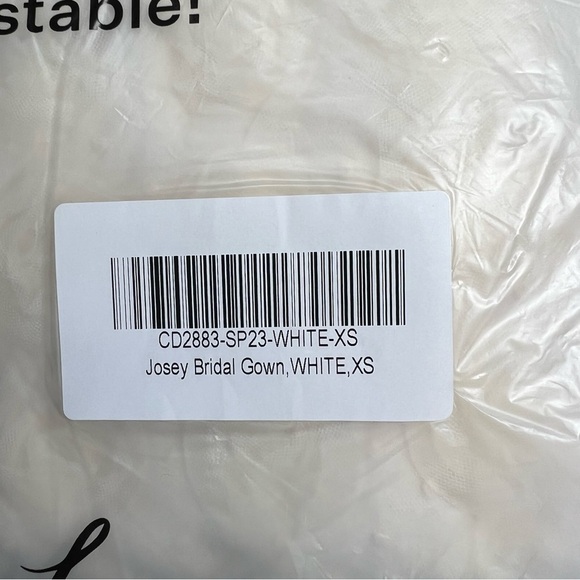 stable!
CD2883-SP23-WHITE-XS
Josey Bridal Gown,WHITE,XS